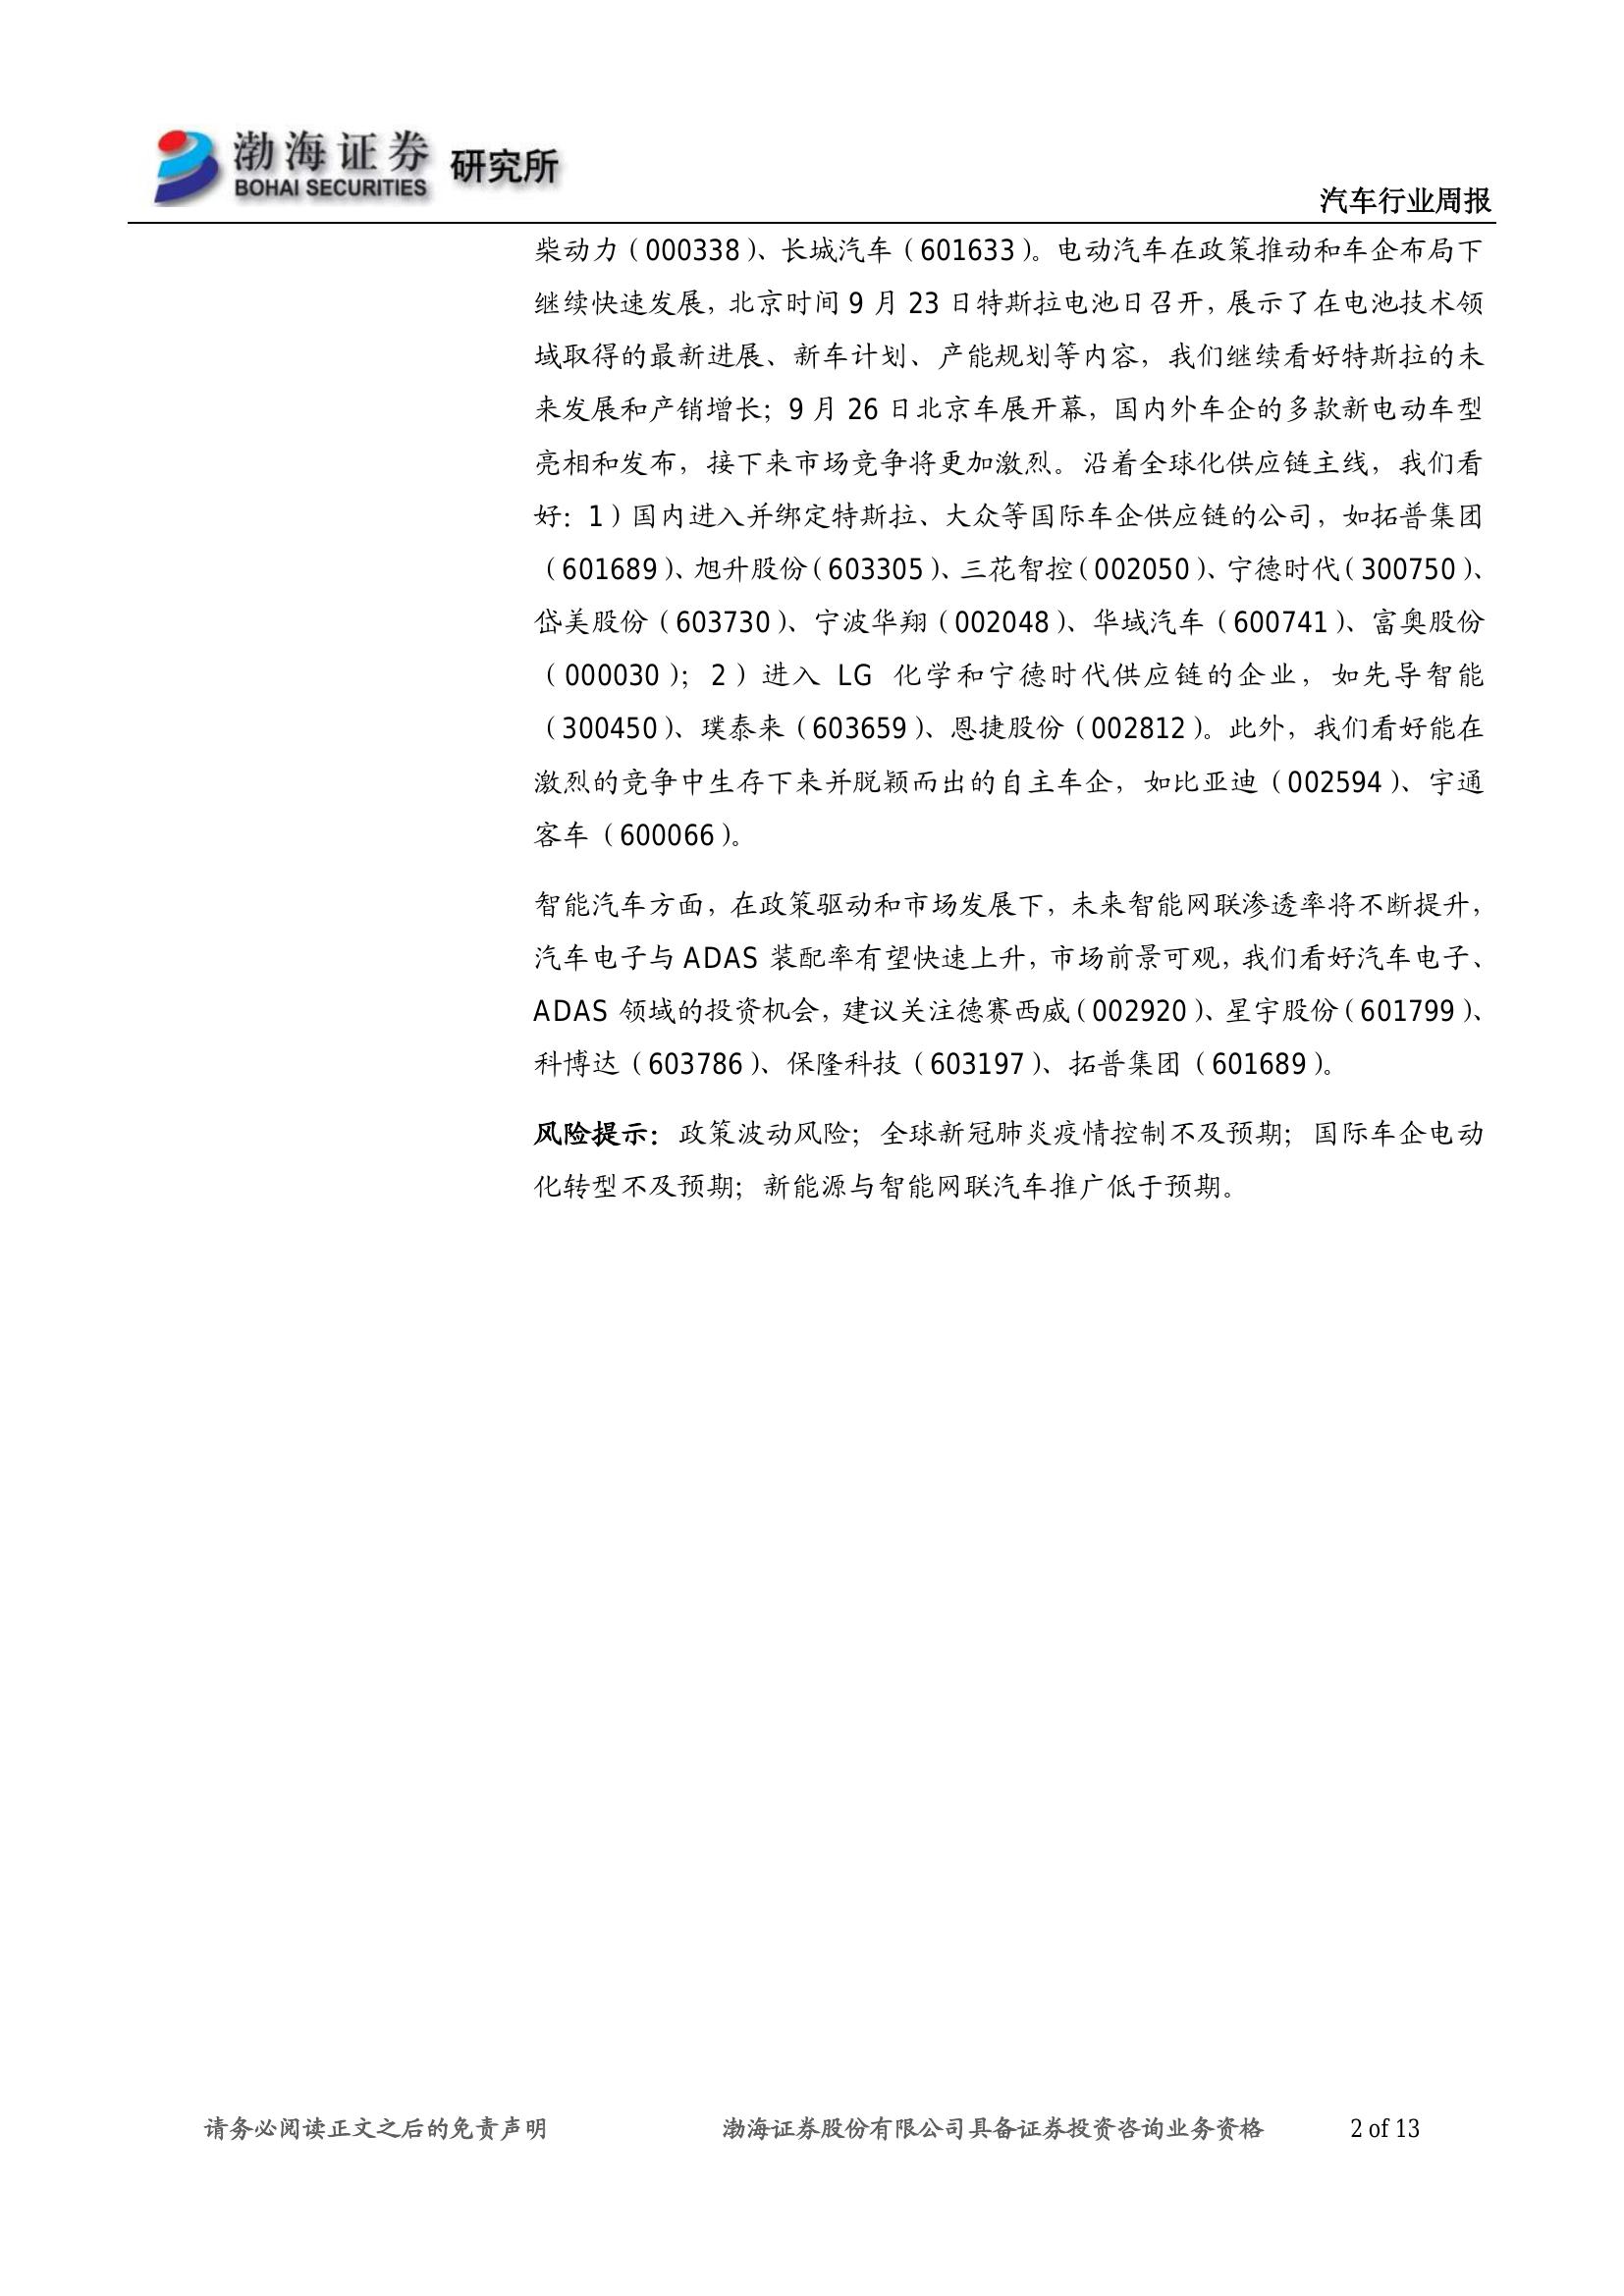 渤海证券 研究所
BOHAI SECURITIES
汽车行业周报
柴动力（000338）、长城汽车（601633）。电动汽车在政策推动和车企布局下
继续快速发展，北京时间 9 月 23 日特斯拉电池日召开，展示了在电池技术领
域取得的最新进展、新车计划、产能规划等内容，我们继续看好特斯拉的未
来发展和产销增长；9 月 26 日北京车展开幕，国内外车企的多款新电动车型
亮相和发布，接下来市场竞争将更加激烈。沿着全球化供应链主线，我们看
好：1）国内进入并绑定特斯拉、大众等国际车企供应链的公司，如拓普集团
（601689）、旭升股份（603305）、三花智控（002050）、宁德时代（300750）、
岱美股份（603730）、宁波华翔（002048）、华域汽车（600741）、富奥股份
（000030）；2）进入 LG 化学和宁德时代供应链的企业，如先导智能
（300450）、璞泰来（603659）、恩捷股份（002812）。此外，我们看好能在
激烈的竞争中生存下来并脱颖而出的自主车企，如比亚迪（002594）、宇通
客车（600066）。
智能汽车方面，在政策驱动和市场发展下，未来智能网联渗透率将不断提升，
汽车电子与 ADAS 装配率有望快速上升，市场前景可观，我们看好汽车电子、
ADAS 领域的投资机会，建议关注德赛西威（002920）、星宇股份（601799）、
科博达（603786）、保隆科技（603197）、拓普集团（601689）。
风险提示：政策波动风险；全球新冠肺炎疫情控制不及预期；国际车企电动
化转型不及预期；新能源与智能网联汽车推广低于预期。
请务必阅读正文之后的免责声明 渤海证券股份有限公司具备证券投资咨询业务资格 2 of 13